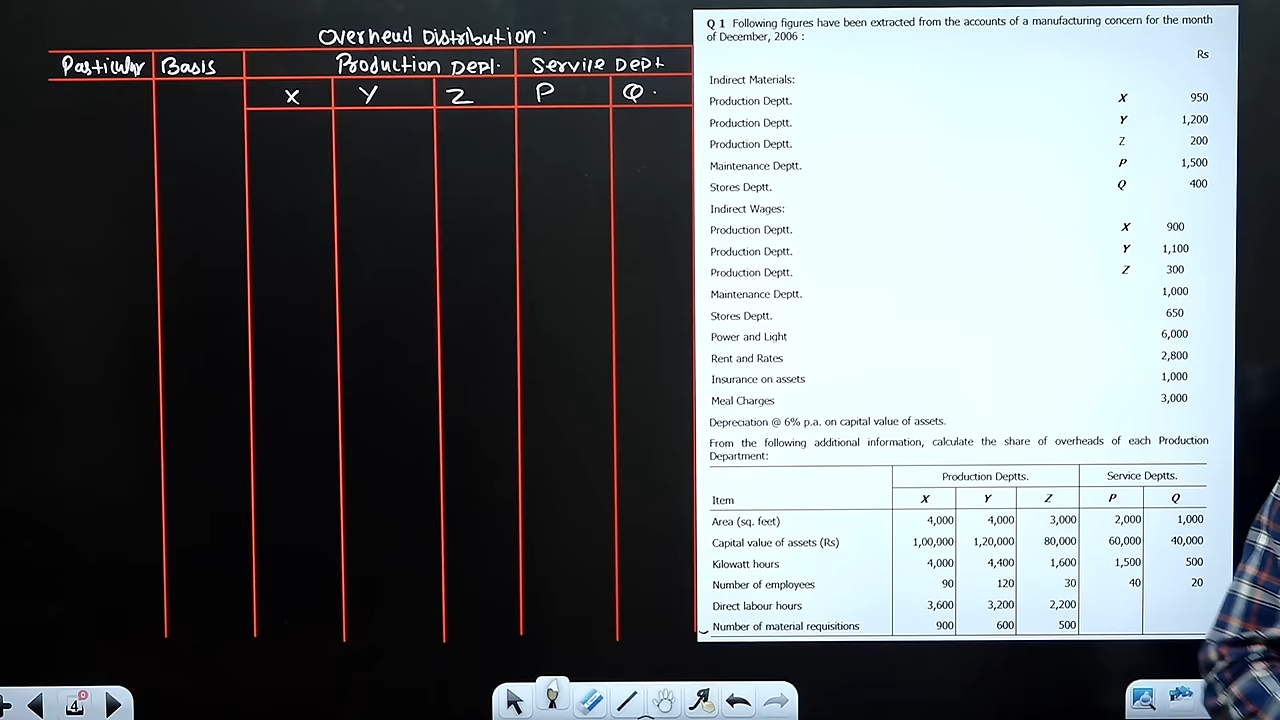 Overhead Distribution.
Particular Basis Production Depl. Service Dept
X Y Z P Q.
Q 1 Following figures have been extracted from the accounts of a manufacturing concern for the month
of December, 2006 :
Rs
Indirect Materials:
Production Deptt. X 950
Production Deptt. Y 1,200
Production Deptt. Z 200
Maintenance Deptt. P 1,500
Stores Deptt. Q 400
Indirect Wages:
Production Deptt. X 900
Production Deptt. Y 1,100
Production Deptt. Z 300
Maintenance Deptt. 1,000
Stores Deptt. 650
Power and Light 6,000
Rent and Rates 2,800
Insurance on assets 1,000
Meal Charges 3,000
Depreciation @ 6% p.a. on capital value of assets.
From the following additional information, calculate the share of overheads of each Production
Department:
Production Deptts. Service Deptts.
Item X Y Z P Q
Area (sq. feet) 4,000 4,000 3,000 2,000 1,000
Capital value of assets (Rs) 1,00,000 1,20,000 80,000 60,000 40,000
Kilowatt hours 4,000 4,400 1,600 1,500 500
Number of employees 90 120 30 40 20
Direct labour hours 3,600 3,200 2,200
Number of material requisitions 900 600 500
4 0